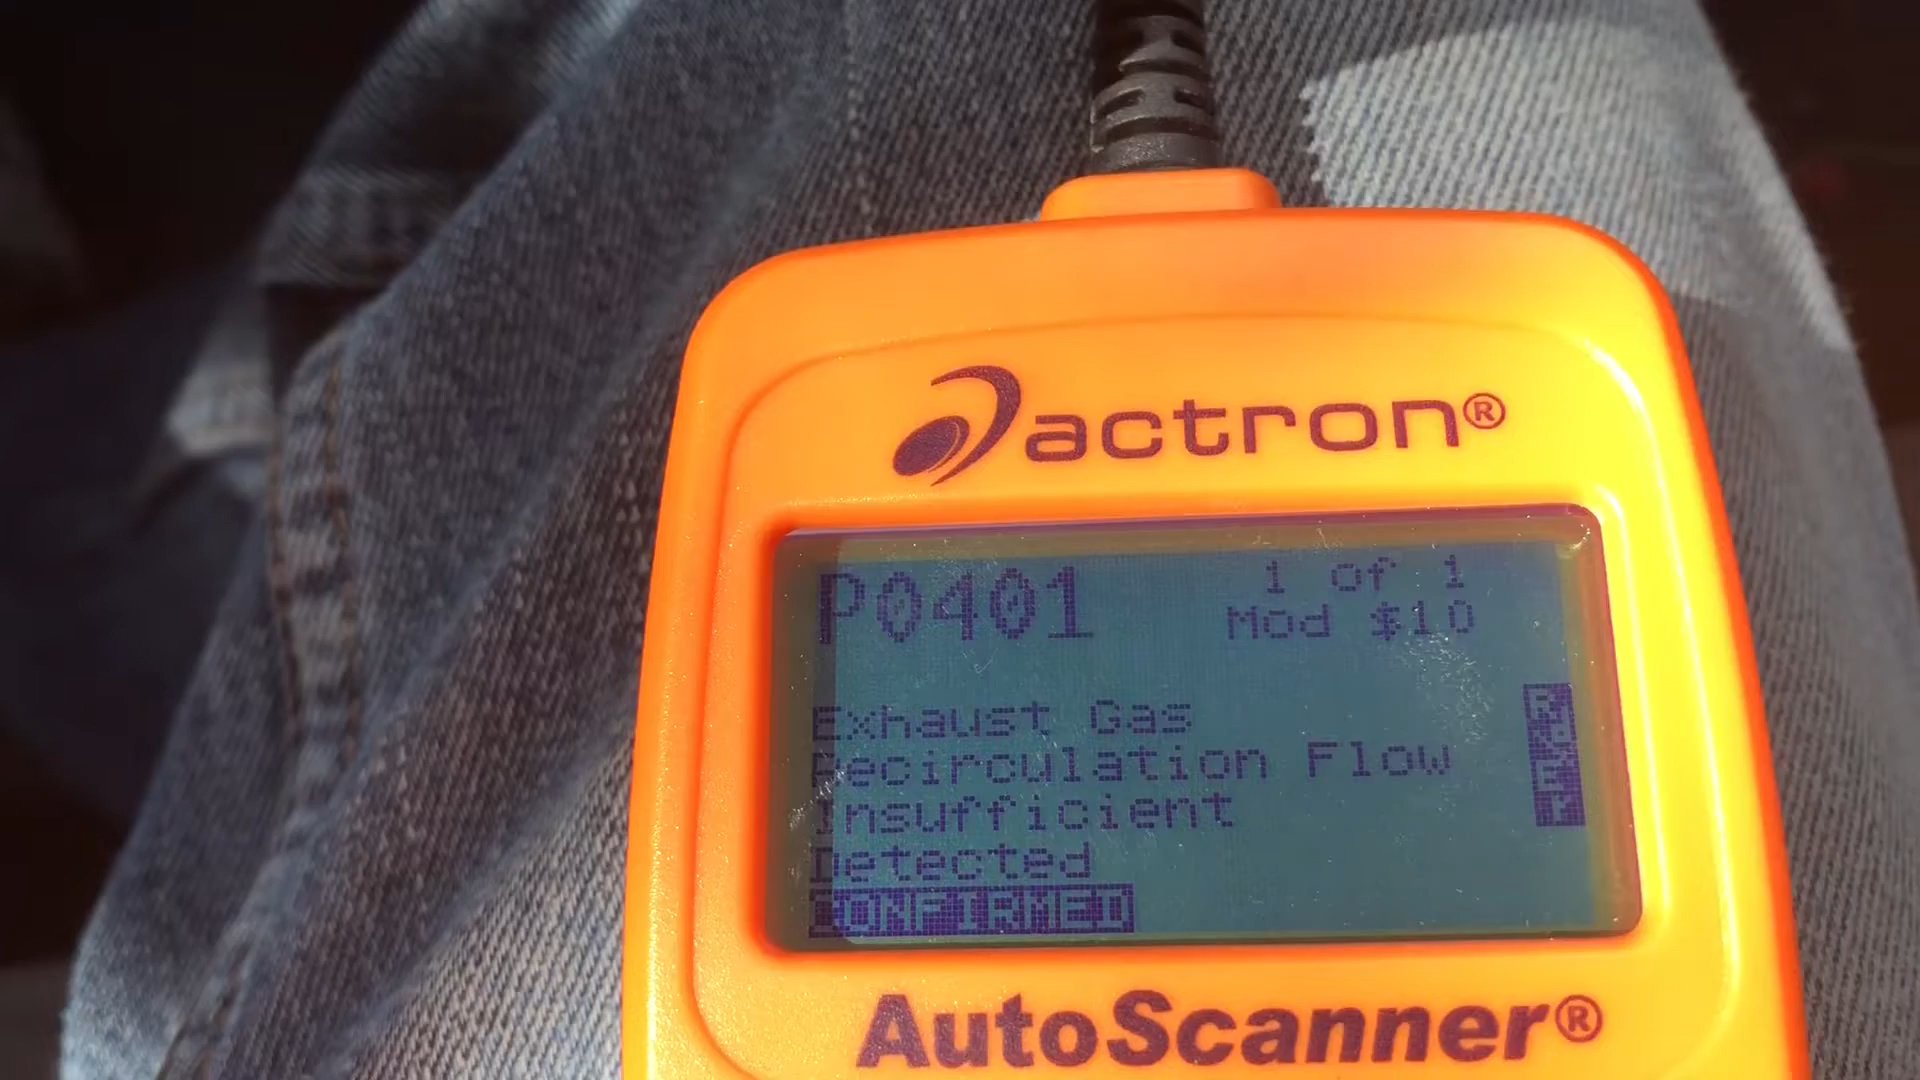 actron®
P0401 1 of 1
Mod $10
Exhaust Gas
Recirculation Flow
Insufficient
Detected
CONFIRMED
AutoScanner®